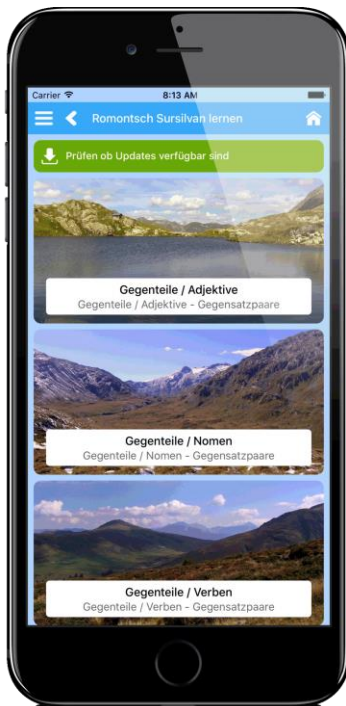 Carrier 8:13 AM
Romontsch Sursilvan lernen
Prüfen ob Updates verfügbar sind
Gegenteile / Adjektive
Gegenteile / Adjektive - Gegensatzpaare
Gegenteile / Nomen
Gegenteile / Nomen - Gegensatzpaare
Gegenteile / Verben
Gegenteile / Verben - Gegensatzpaare